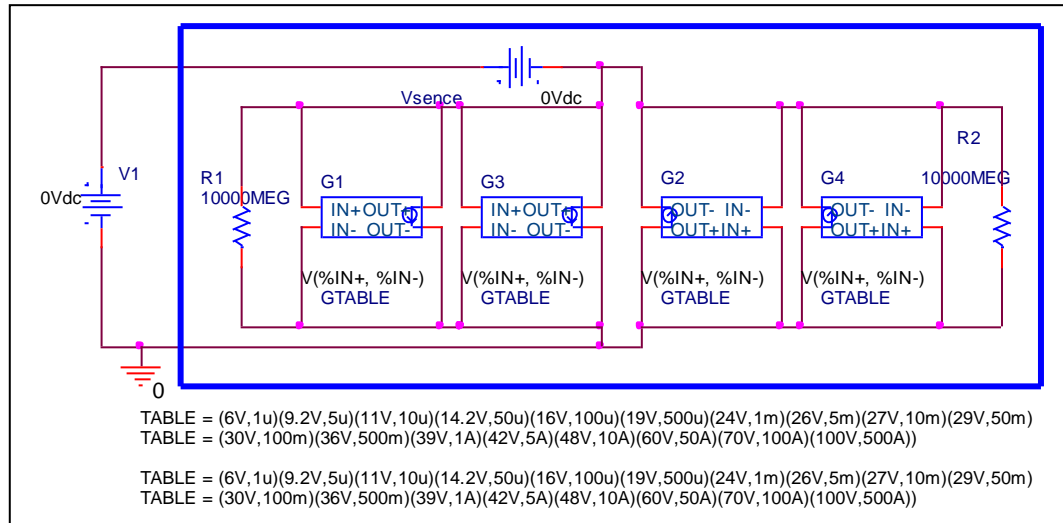 Vsence
0Vdc
V1
0Vdc
R1
10000MEG
G1
IN+OUT+
IN- OUT-
V(%IN+, %IN-)
GTABLE
G3
IN+OUT+
IN- OUT-
V(%IN+, %IN-)
GTABLE
G2
OUT- IN-
OUT+IN+
V(%IN+, %IN-)
GTABLE
G4
OUT- IN-
OUT+IN+
V(%IN+, %IN-)
GTABLE
R2
10000MEG
0
TABLE = (6V,1u)(9.2V,5u)(11V,10u)(14.2V,50u)(16V,100u)(19V,500u)(24V,1m)(26V,5m)(27V,10m)(29V,50m)
TABLE = (30V,100m)(36V,500m)(39V,1A)(42V,5A)(48V,10A)(60V,50A)(70V,100A)(100V,500A))
TABLE = (6V,1u)(9.2V,5u)(11V,10u)(14.2V,50u)(16V,100u)(19V,500u)(24V,1m)(26V,5m)(27V,10m)(29V,50m)
TABLE = (30V,100m)(36V,500m)(39V,1A)(42V,5A)(48V,10A)(60V,50A)(70V,100A)(100V,500A))